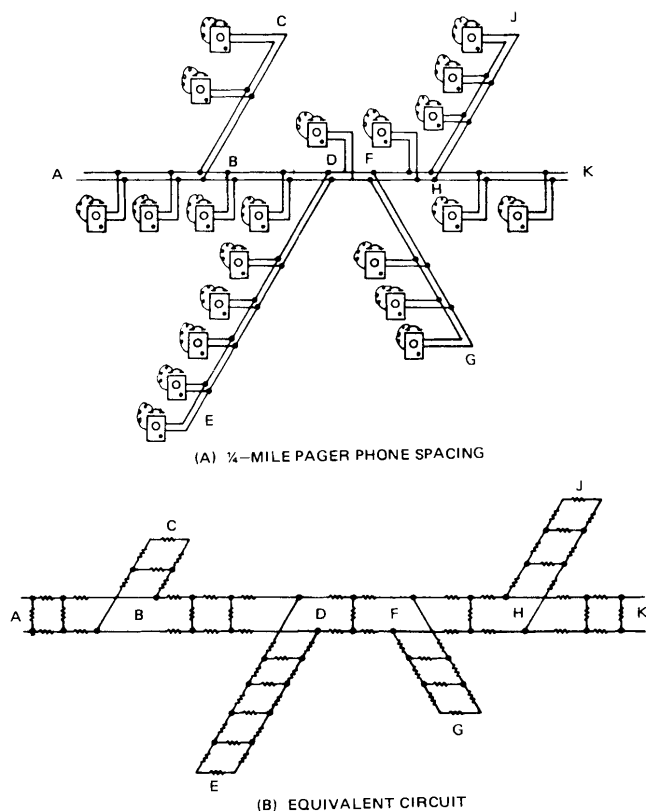 C
J
A
B
D
F
H
K
G
E
(A) ¼–MILE PAGER PHONE SPACING
J
C
A
B
D
F
H
K
G
E
(B) EQUIVALENT CIRCUIT